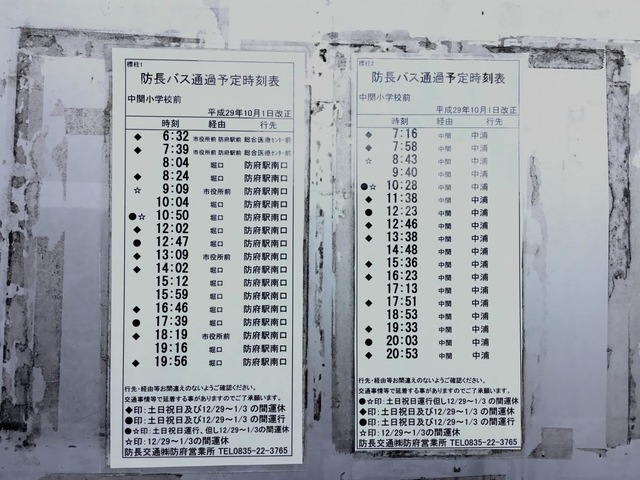 標柱1
防長バス通過予定時刻表
中関小学校前
平成29年10月1日改正
時刻 経由 行先
◆ 6:32 市役所前 防府駅前 総合医療センター前
◆ 7:39 市役所前 防府駅前 総合医療センター前
8:04 堀口 防府駅南口
◆ 8:24 堀口 防府駅南口
☆ 9:09 市役所前 防府駅南口
10:04 堀口 防府駅南口
●☆ 10:50 堀口 防府駅南口
◆ 12:02 堀口 防府駅南口
● 12:47 堀口 防府駅南口
◆ 13:09 市役所前 防府駅南口
◆ 14:02 堀口 防府駅南口
15:12 堀口 防府駅南口
15:59 堀口 防府駅南口
◆ 16:46 堀口 防府駅南口
● 17:39 堀口 防府駅南口
◆ 18:19 市役所前 防府駅南口
19:16 堀口 防府駅南口
◆ 19:56 堀口 防府駅南口
行先・経由等お間違えのないようご確認ください。
交通事情等で延着する事がありますのでご了承願います。
●☆印:土日祝日運行但し12/29～1/3の間運休
◆印:土日祝日及び12/29～1/3の間運休
●印:土日祝日及び12/29～1/3の間運行
●☆印:土日祝日運行、但し12/29～1/3の間運休
☆印:12/29～1/3の間運休
防長交通㈱防府営業所 TEL0835-22-3765
標柱2
防長バス通過予定時刻表
中関小学校前
平成29年10月1日改正
時刻 経由 行先
◆ 7:16 中関 中浦
◆ 7:58 中関 中浦
☆ 8:43 中関 中浦
9:40 中関 中浦
●☆ 10:28 中関 中浦
◆ 11:38 中関 中浦
● 12:23 中関 中浦
◆ 12:46 中関 中浦
◆ 13:38 中関 中浦
14:48 中関 中浦
◆ 15:36 中関 中浦
◆ 16:23 中関 中浦
17:13 中関 中浦
◆ 17:51 中関 中浦
18:53 中関 中浦
◆ 19:33 中関 中浦
● 20:03 中関 中浦
◆ 20:53 中関 中浦
行先・経由等お間違えのないようご確認ください。
交通事情等で延着する事がありますのでご了承願います。
●☆印:土日祝日運行但し12/29～1/3の間運休
◆印:土日祝日及び12/29～1/3の間運休
●印:土日祝日及び12/29～1/3の間運行
☆印:12/29～1/3の間運休
防長交通㈱防府営業所 TEL0835-22-3765